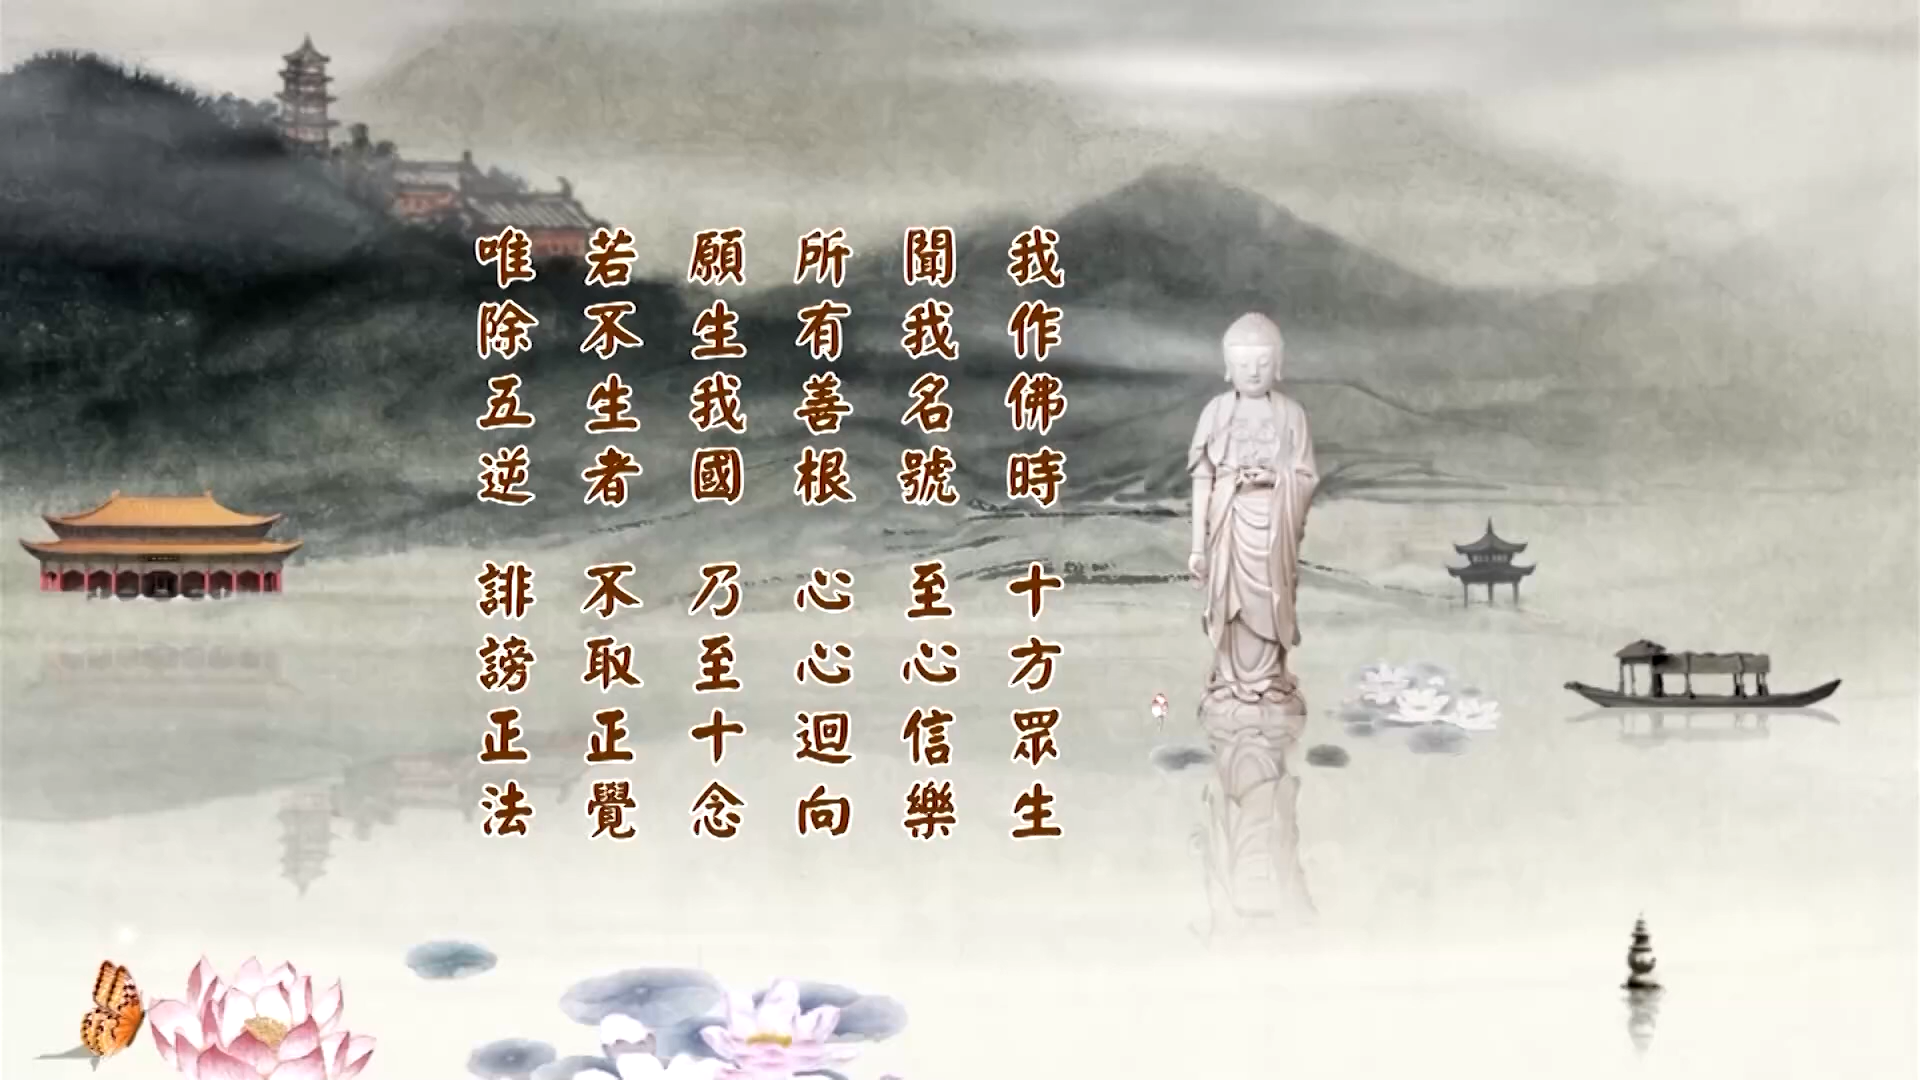 我作佛時 十方眾生
聞我名號 至心信樂
所有善根 心心迴向
願生我國 乃至十念
若不生者 不取正覺
唯除五逆 誹謗正法